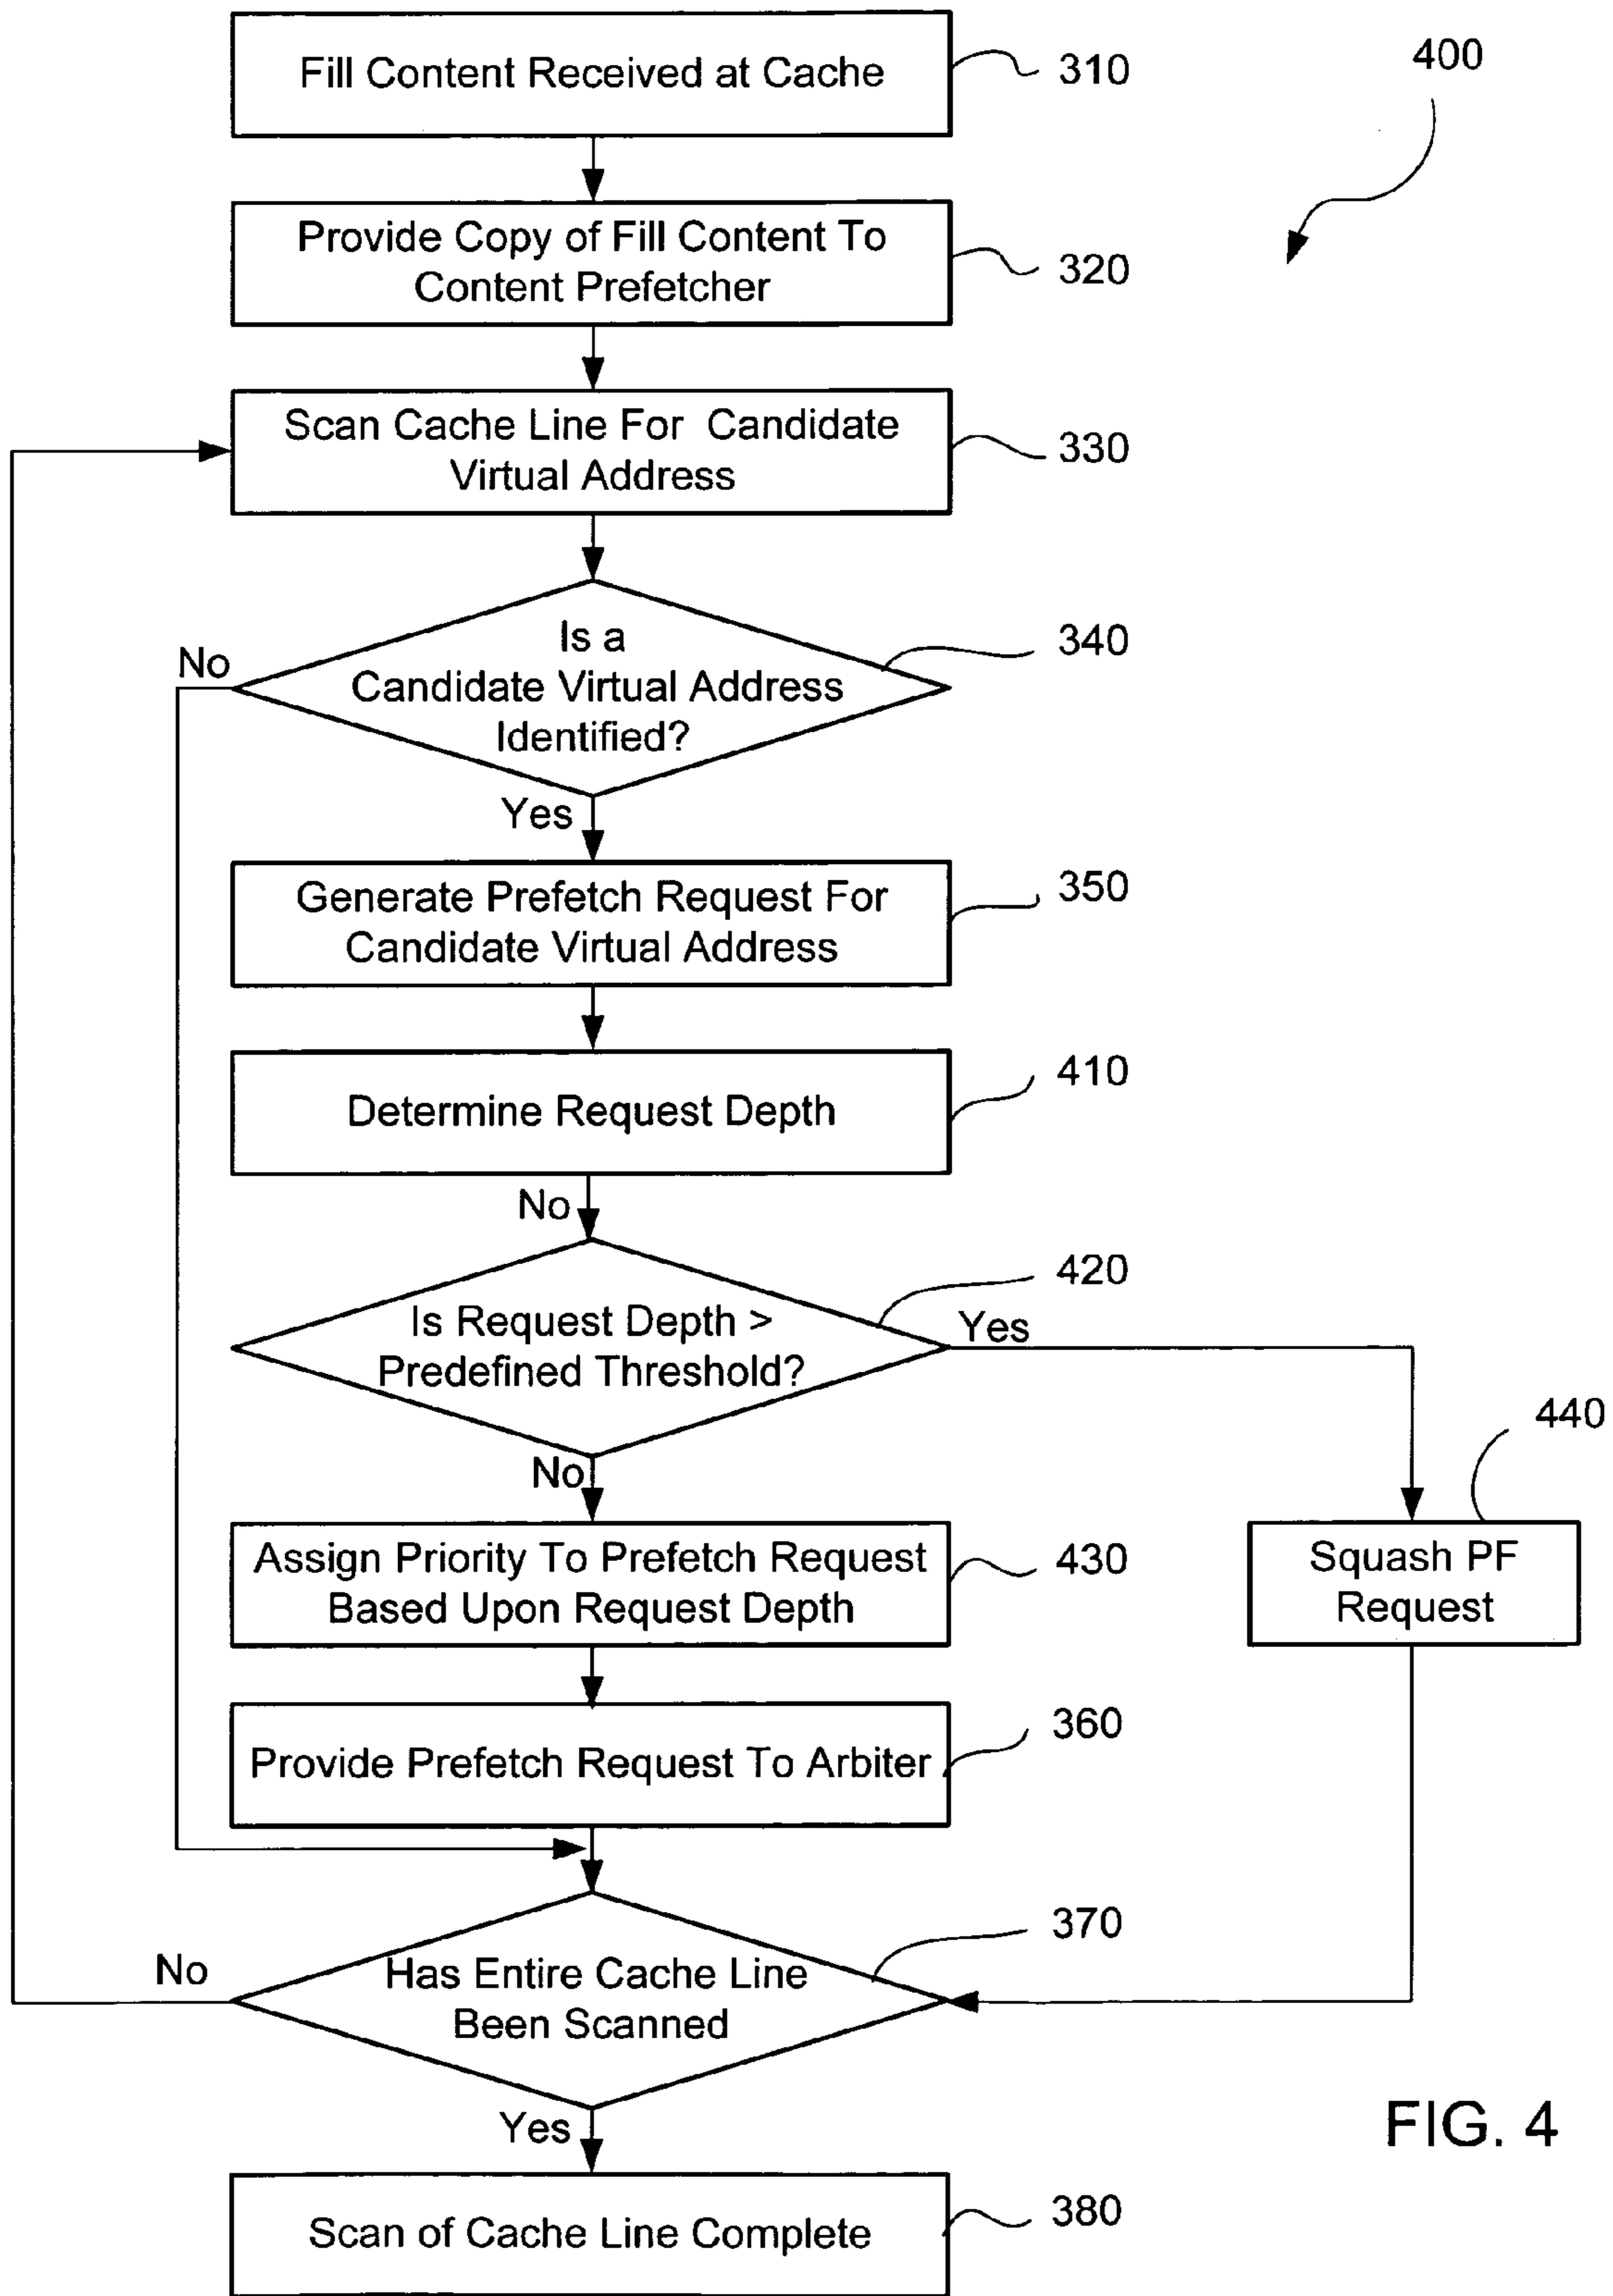 Fill Content Received at Cache
310
400
Provide Copy of Fill Content To
Content Prefetcher
320
Scan Cache Line For Candidate
Virtual Address
330
Is a
Candidate Virtual Address
Identified?
340
No
Yes
Generate Prefetch Request For
Candidate Virtual Address
350
Determine Request Depth
410
No
Is Request Depth >
Predefined Threshold?
420
Yes
No
440
Assign Priority To Prefetch Request
Based Upon Request Depth
430
Squash PF
Request
Provide Prefetch Request To Arbiter
360
Has Entire Cache Line
Been Scanned
370
No
Yes
Scan of Cache Line Complete
380
FIG. 4